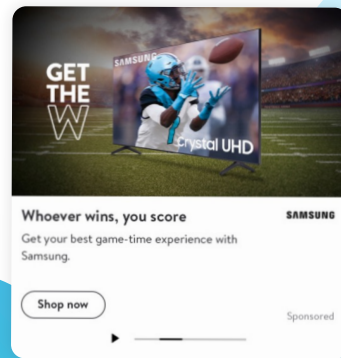 GET
THE
W
SAMSUNG
crystal UHD
Whoever wins, you score
SAMSUNG
Get your best game-time experience with
Samsung.
Shop now
Sponsored